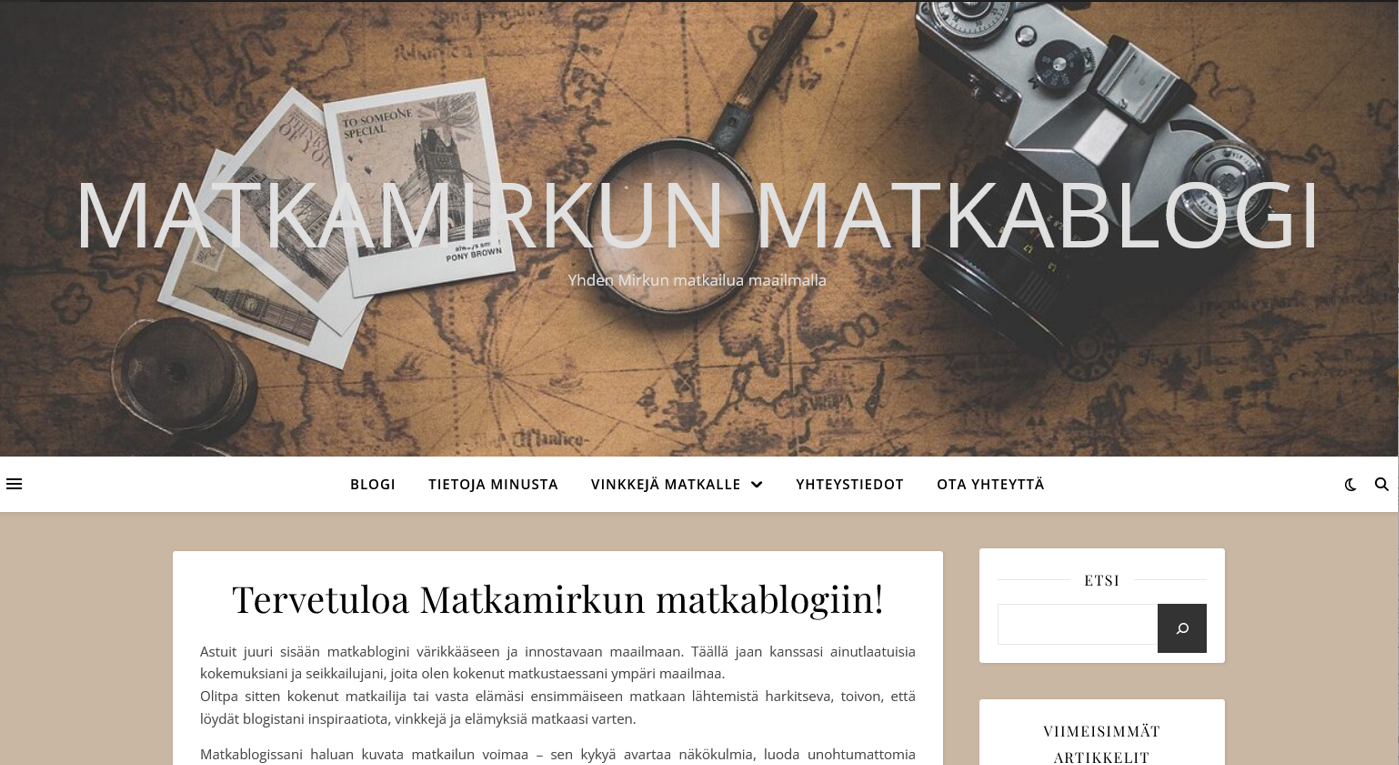 TO SOMEONE
SPECIAL
PONY BROWN
MATKAMIRKUN MATKABLOGI
Yhden Mirkun matkailua maailmalla
BLOGI TIETOJA MINUSTA VINKKEJÄ MATKALLE YHTEYSTIEDOT OTA YHTEYTTÄ
Tervetuloa Matkamirkun matkablogiin!
Astuit juuri sisään matkablogini värikkääseen ja innostavaan maailmaan. Täällä jaan kanssasi ainutlaatuisia
kokemuksiani ja seikkailujani, joita olen kokenut matkustaessani ympäri maailmaa.
Olitpa sitten kokenut matkailija tai vasta elämäsi ensimmäiseen matkaan lähtemistä harkitseva, toivon, että
löydät blogistani inspiraatiota, vinkkejä ja elämyksiä matkaasi varten.
Matkablogissani haluan kuvata matkailun voimaa – sen kykyä avartaa näkökulmia, luoda unohtumattomia
ETSI
VIIMEISIMMÄT
ARTIKKELIT